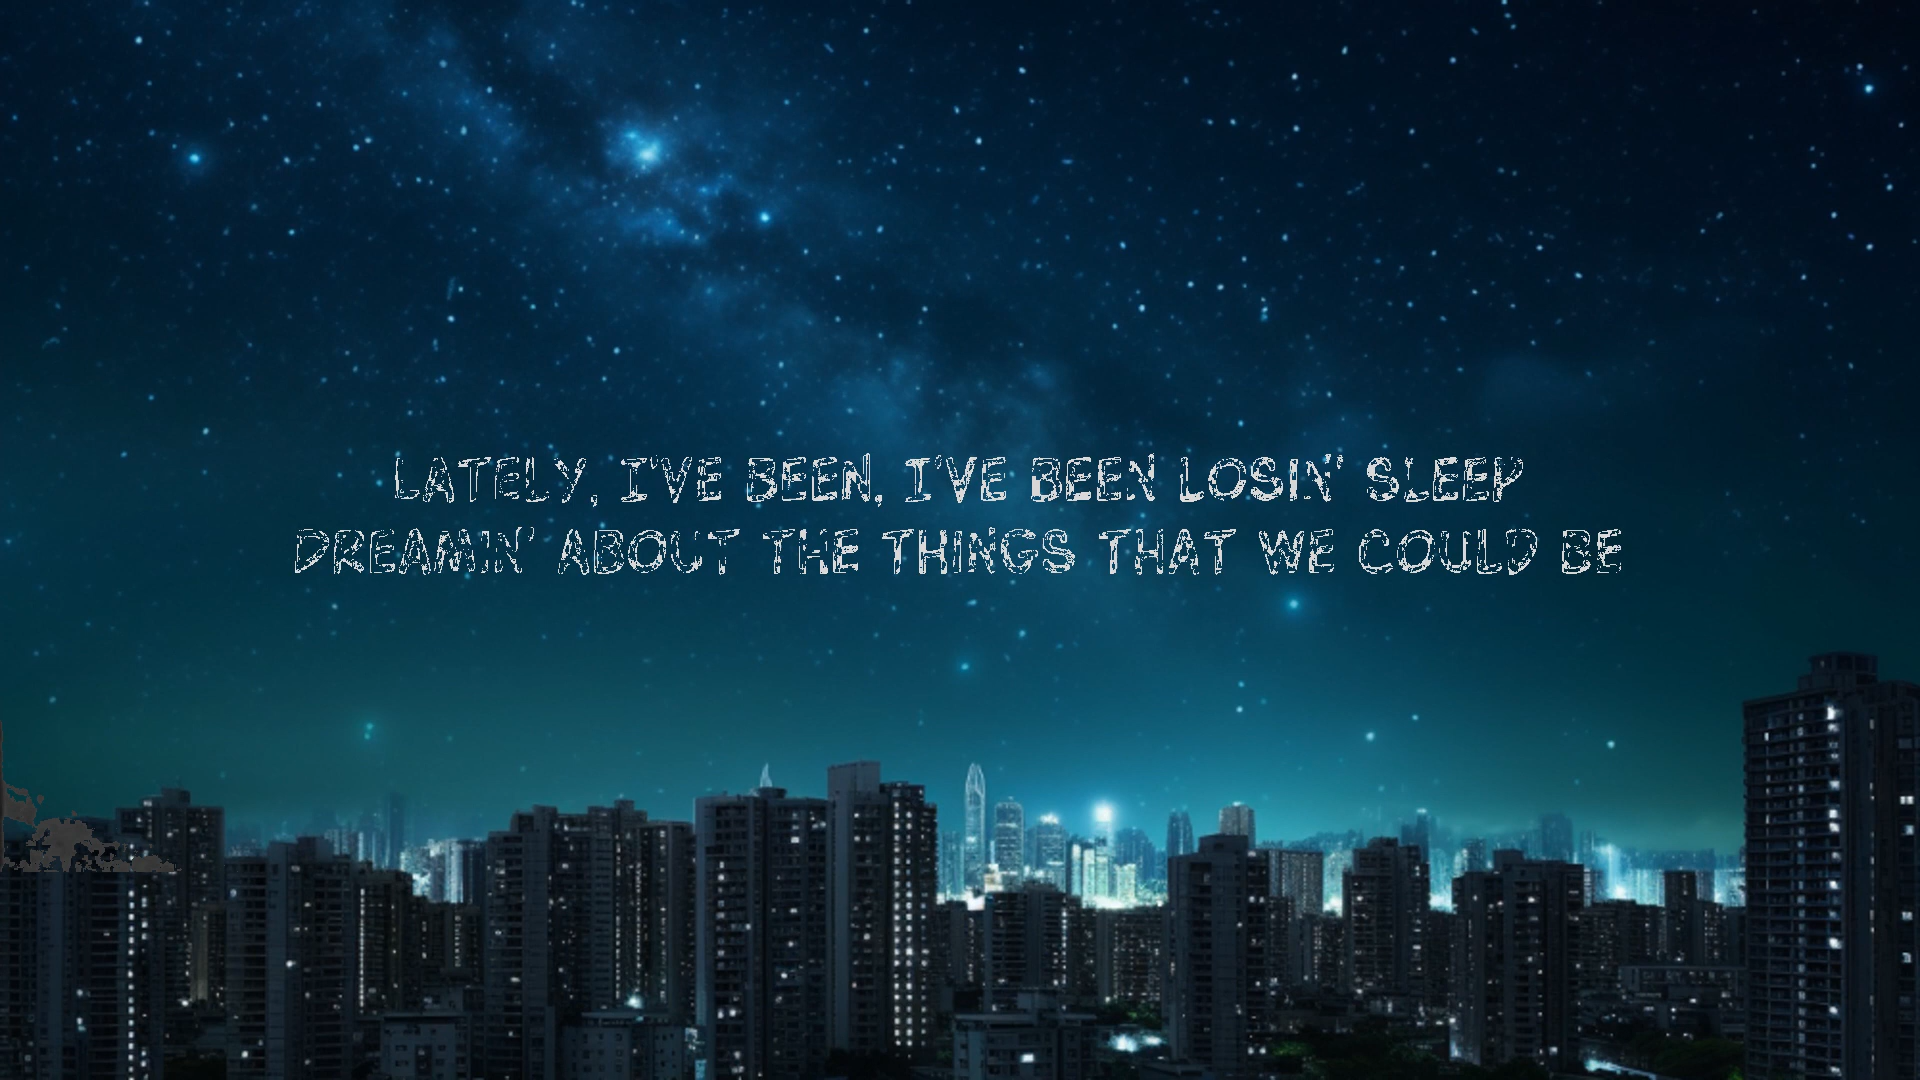 LATELY, I'VE BEEN, I'VE BEEN LOSIN' SLEEP
DREAMIN' ABOUT THE THINGS THAT WE COULD BE